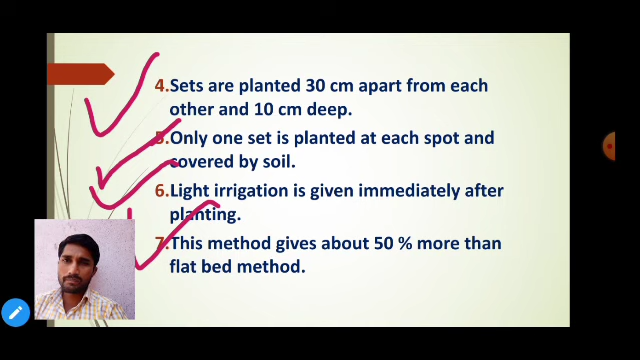 4.Sets are planted 30 cm apart from each
other and 10 cm deep.
5.Only one set is planted at each spot and
covered by soil.
6.Light irrigation is given immediately after
planting.
7.This method gives about 50 % more than
flat bed method.